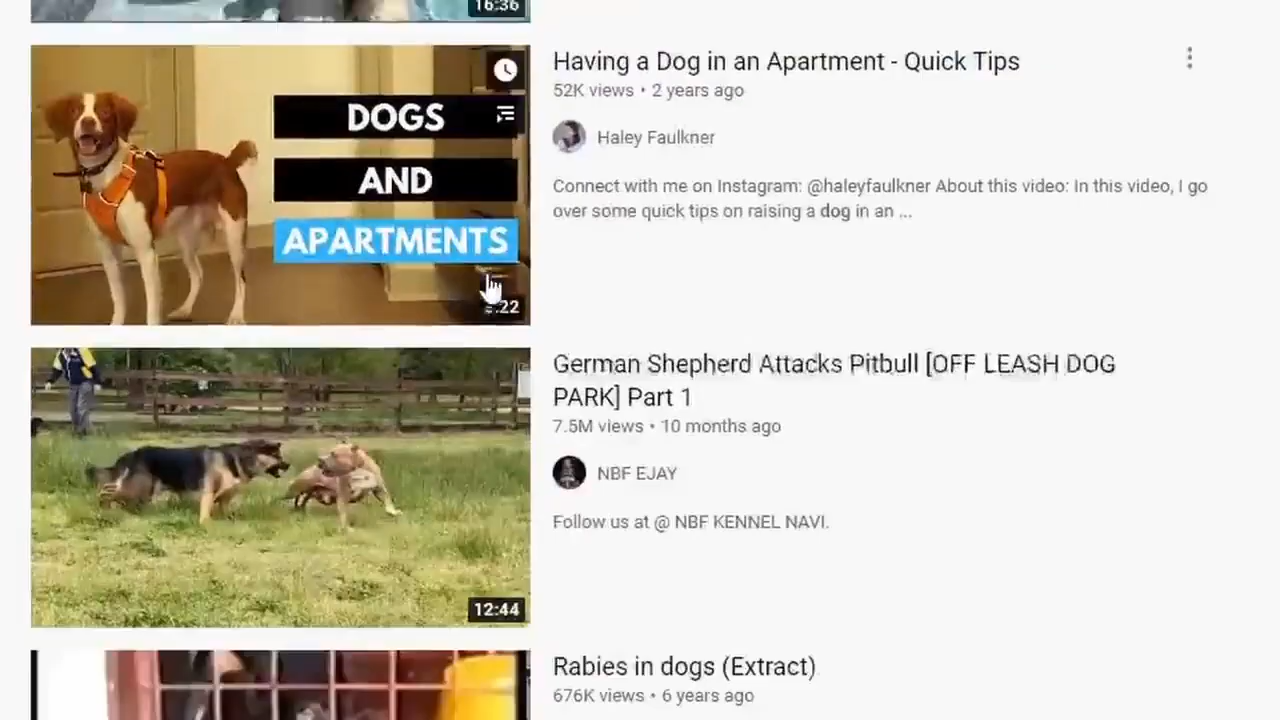 16:36
Having a Dog in an Apartment - Quick Tips
52K views • 2 years ago
DOGS
AND
APARTMENTS
:22
Haley Faulkner
Connect with me on Instagram: @haleyfaulkner About this video: In this video, I go
over some quick tips on raising a dog in an ...
German Shepherd Attacks Pitbull [OFF LEASH DOG
PARK] Part 1
7.5M views • 10 months ago
NBF EJAY
Follow us at @ NBF KENNEL NAVI.
12:44
Rabies in dogs (Extract)
676K views • 6 years ago